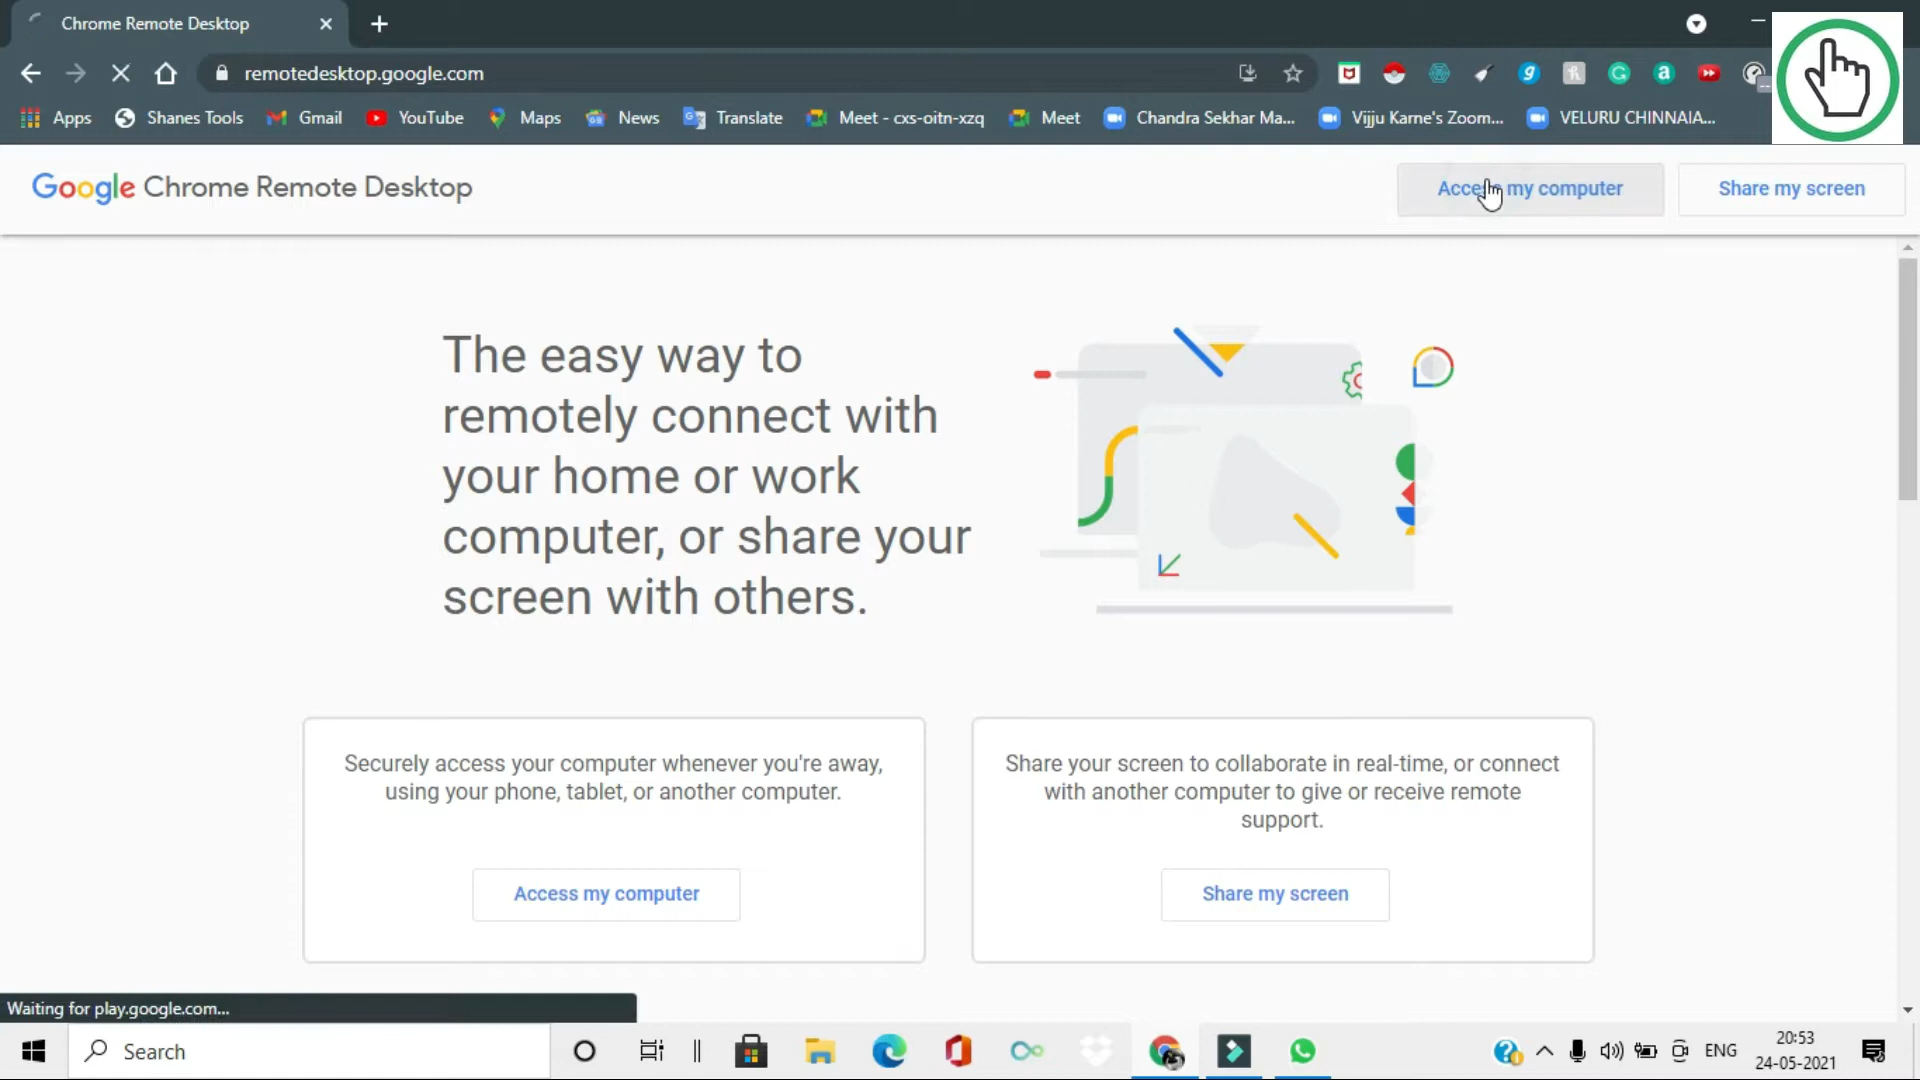 Chrome Remote Desktop
remotedesktop.google.com
Apps Shanes Tools Gmail YouTube Maps News Translate Meet - cxs-oitn-xzq Meet Chandra Sekhar Ma... Vijju Karne's Zoom... VELURU CHINNAIA...
Google Chrome Remote Desktop
Access my computer Share my screen
The easy way to
remotely connect with
your home or work
computer, or share your
screen with others.
Securely access your computer whenever you're away,
using your phone, tablet, or another computer.
Access my computer
Share your screen to collaborate in real-time, or connect
with another computer to give or receive remote
support.
Share my screen
Waiting for play.google.com...
Search
ENG
20:53
24-05-2021